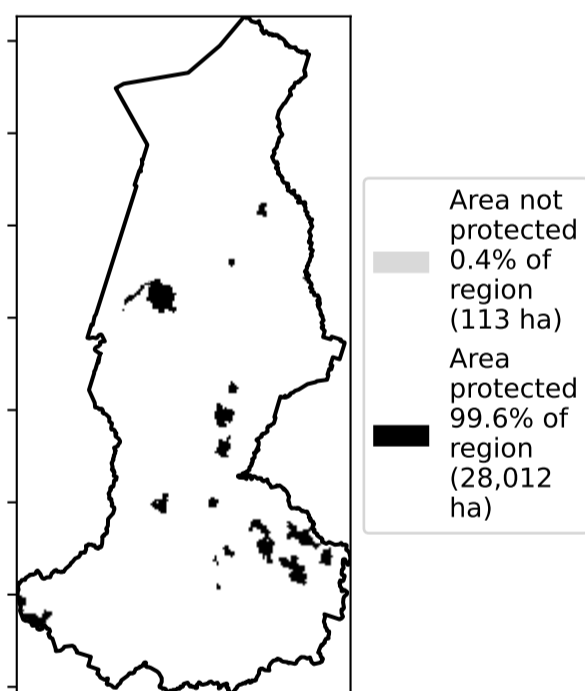 Area not
protected
0.4% of
region
(113 ha)
Area
protected
99.6% of
region
(28,012
ha)